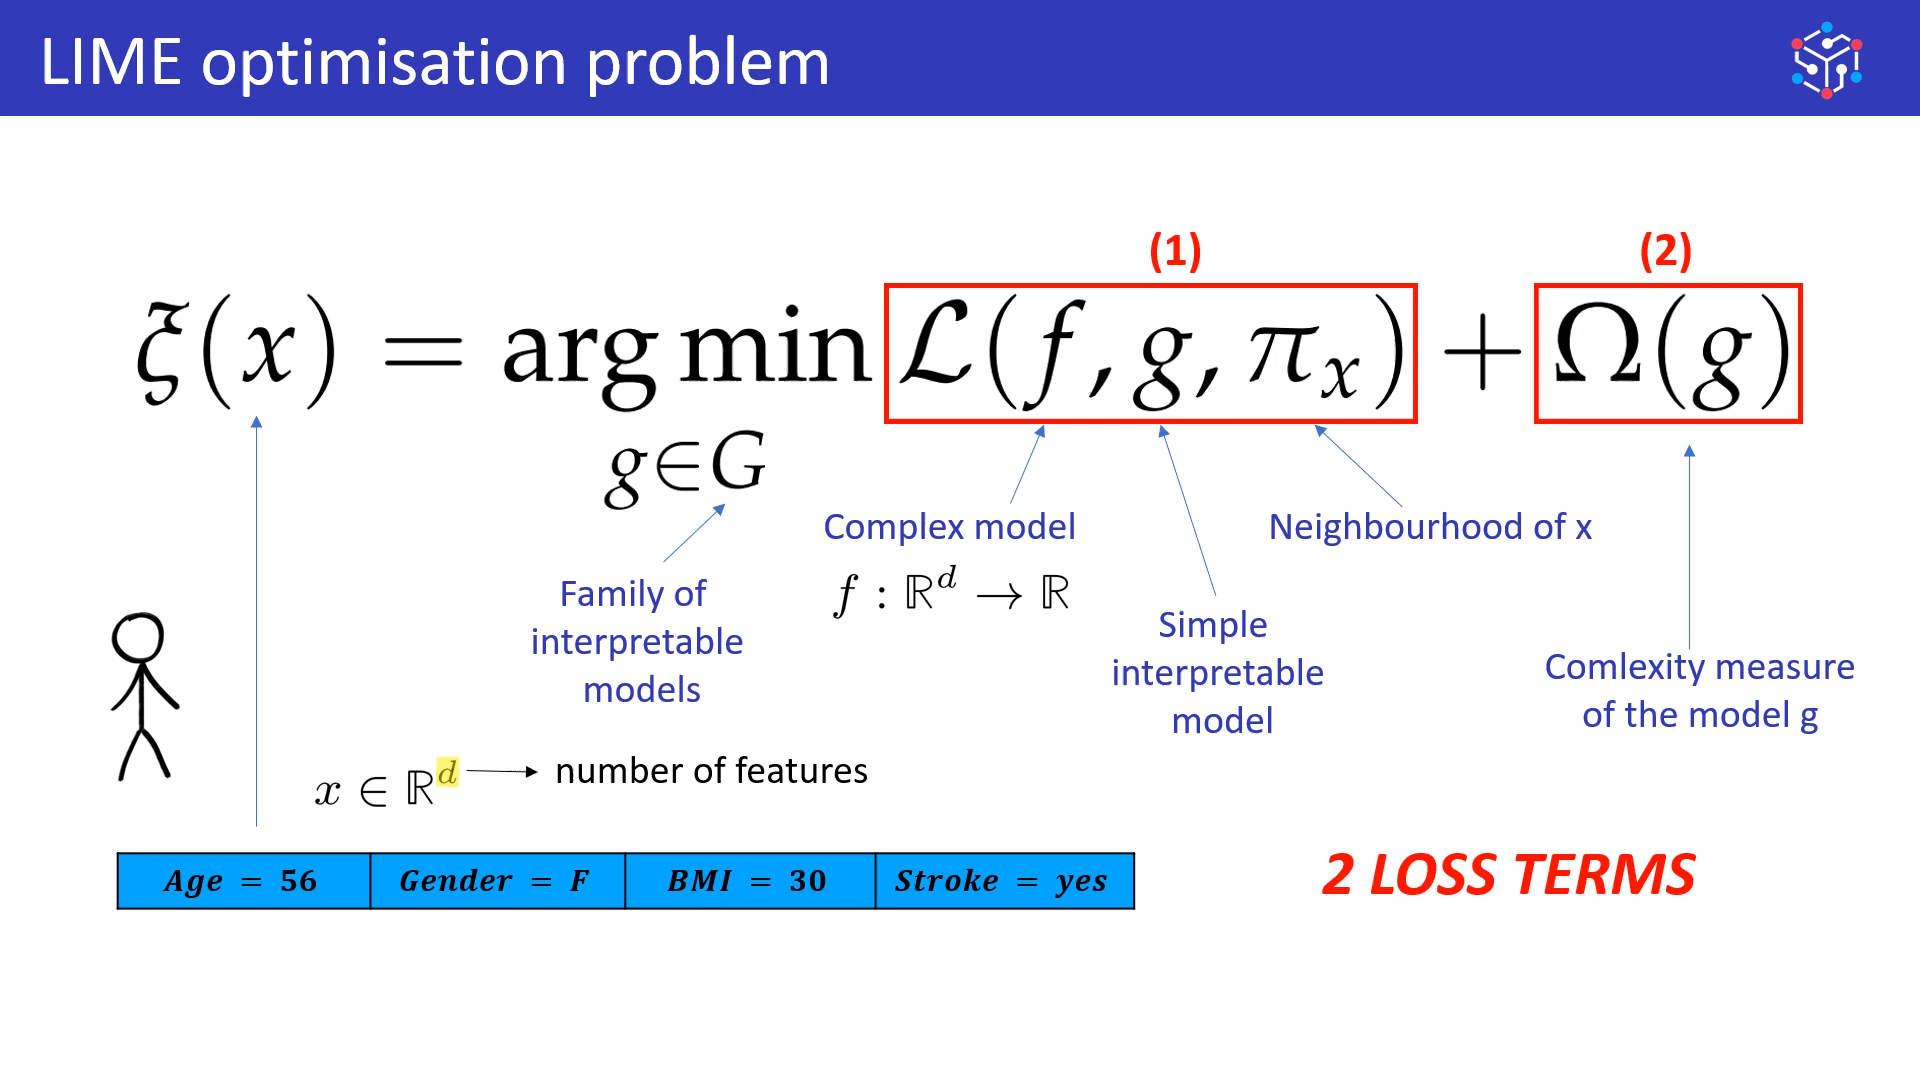 LIME optimisation problem
(1) (2)
ξ(x) = arg min ℒ(f, g, πₓ) + Ω(g)
g∈G
Complex model
f : ℝᵈ → ℝ
Neighbourhood of x
Family of
interpretable
models
Simple
interpretable
model
Comlexity measure
of the model g
x ∈ ℝᵈ → number of features
Age = 56 Gender = F BMI = 30 Stroke = yes
2 LOSS TERMS